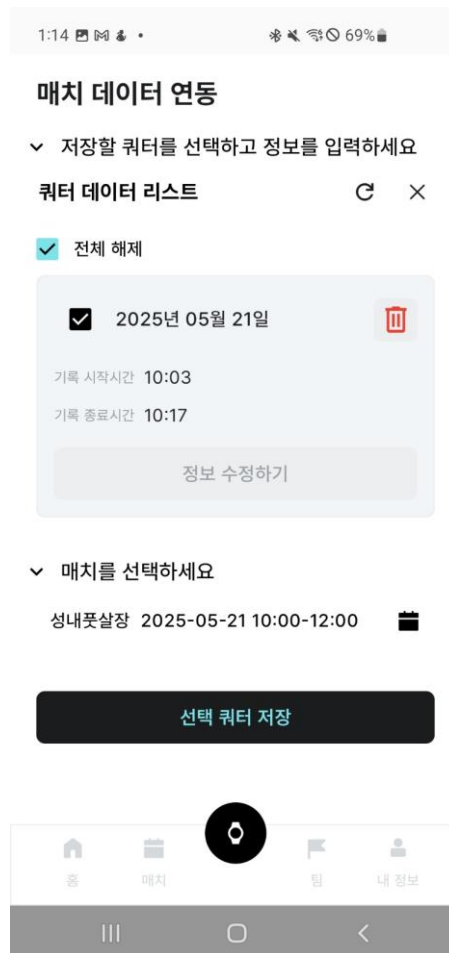 1:14 69%
매치 데이터 연동
저장할 쿼터를 선택하고 정보를 입력하세요
쿼터 데이터 리스트
전체 해제
2025년 05월 21일
기록 시작시간 10:03
기록 종료시간 10:17
정보 수정하기
매치를 선택하세요
성내풋살장 2025-05-21 10:00-12:00
선택 쿼터 저장
홈 매치 팀 내 정보